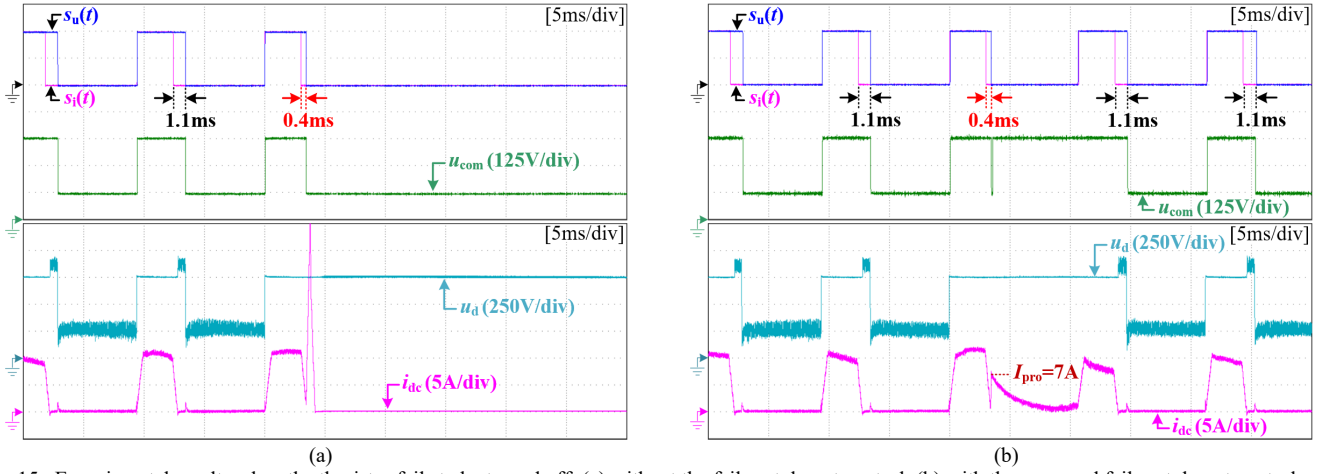 [5ms/div]
su(t)
si(t)
1.1ms
0.4ms
ucom (125V/div)
[5ms/div]
ud (250V/div)
idc (5A/div)
(a)
[5ms/div]
su(t)
si(t)
1.1ms
0.4ms
1.1ms
1.1ms
ucom (125V/div)
[5ms/div]
ud (250V/div)
Ipro=7A
idc (5A/div)
(b)